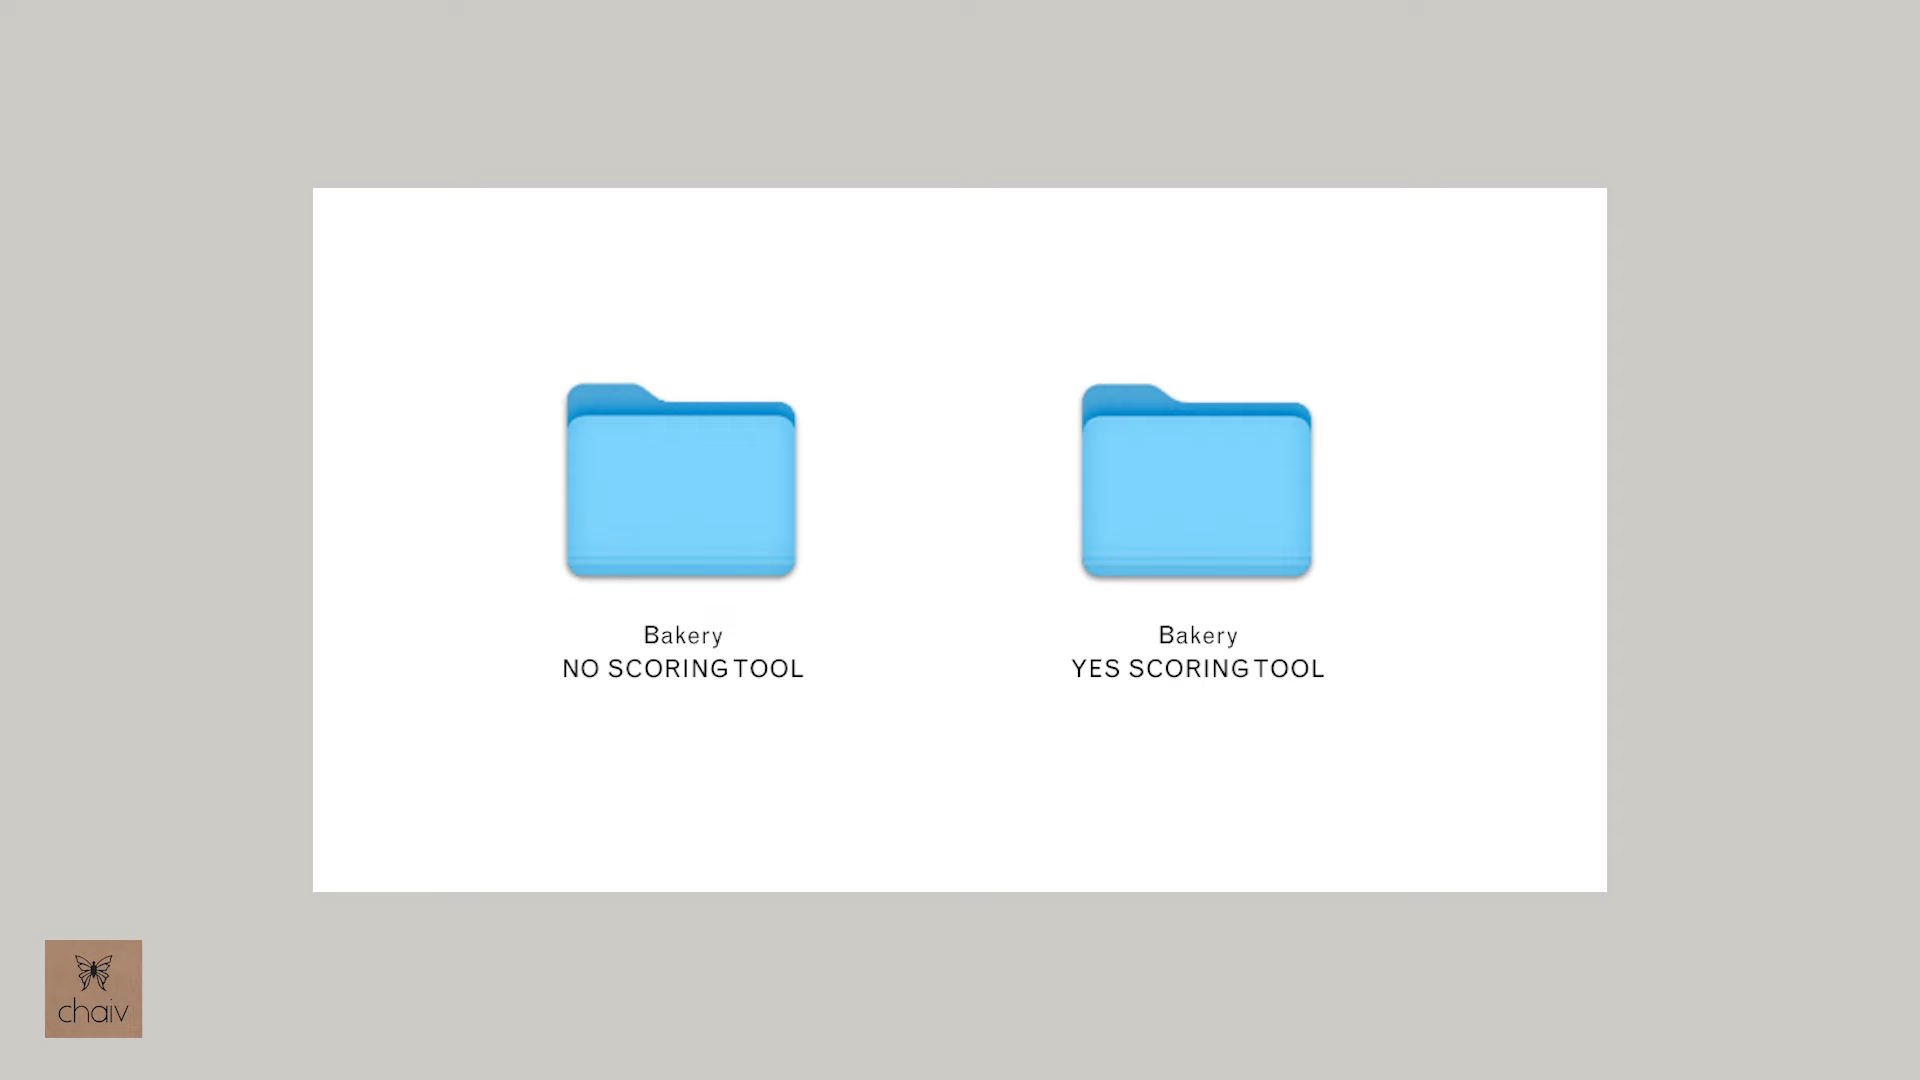 Bakery
NO SCORING TOOL
Bakery
YES SCORING TOOL
chaiv